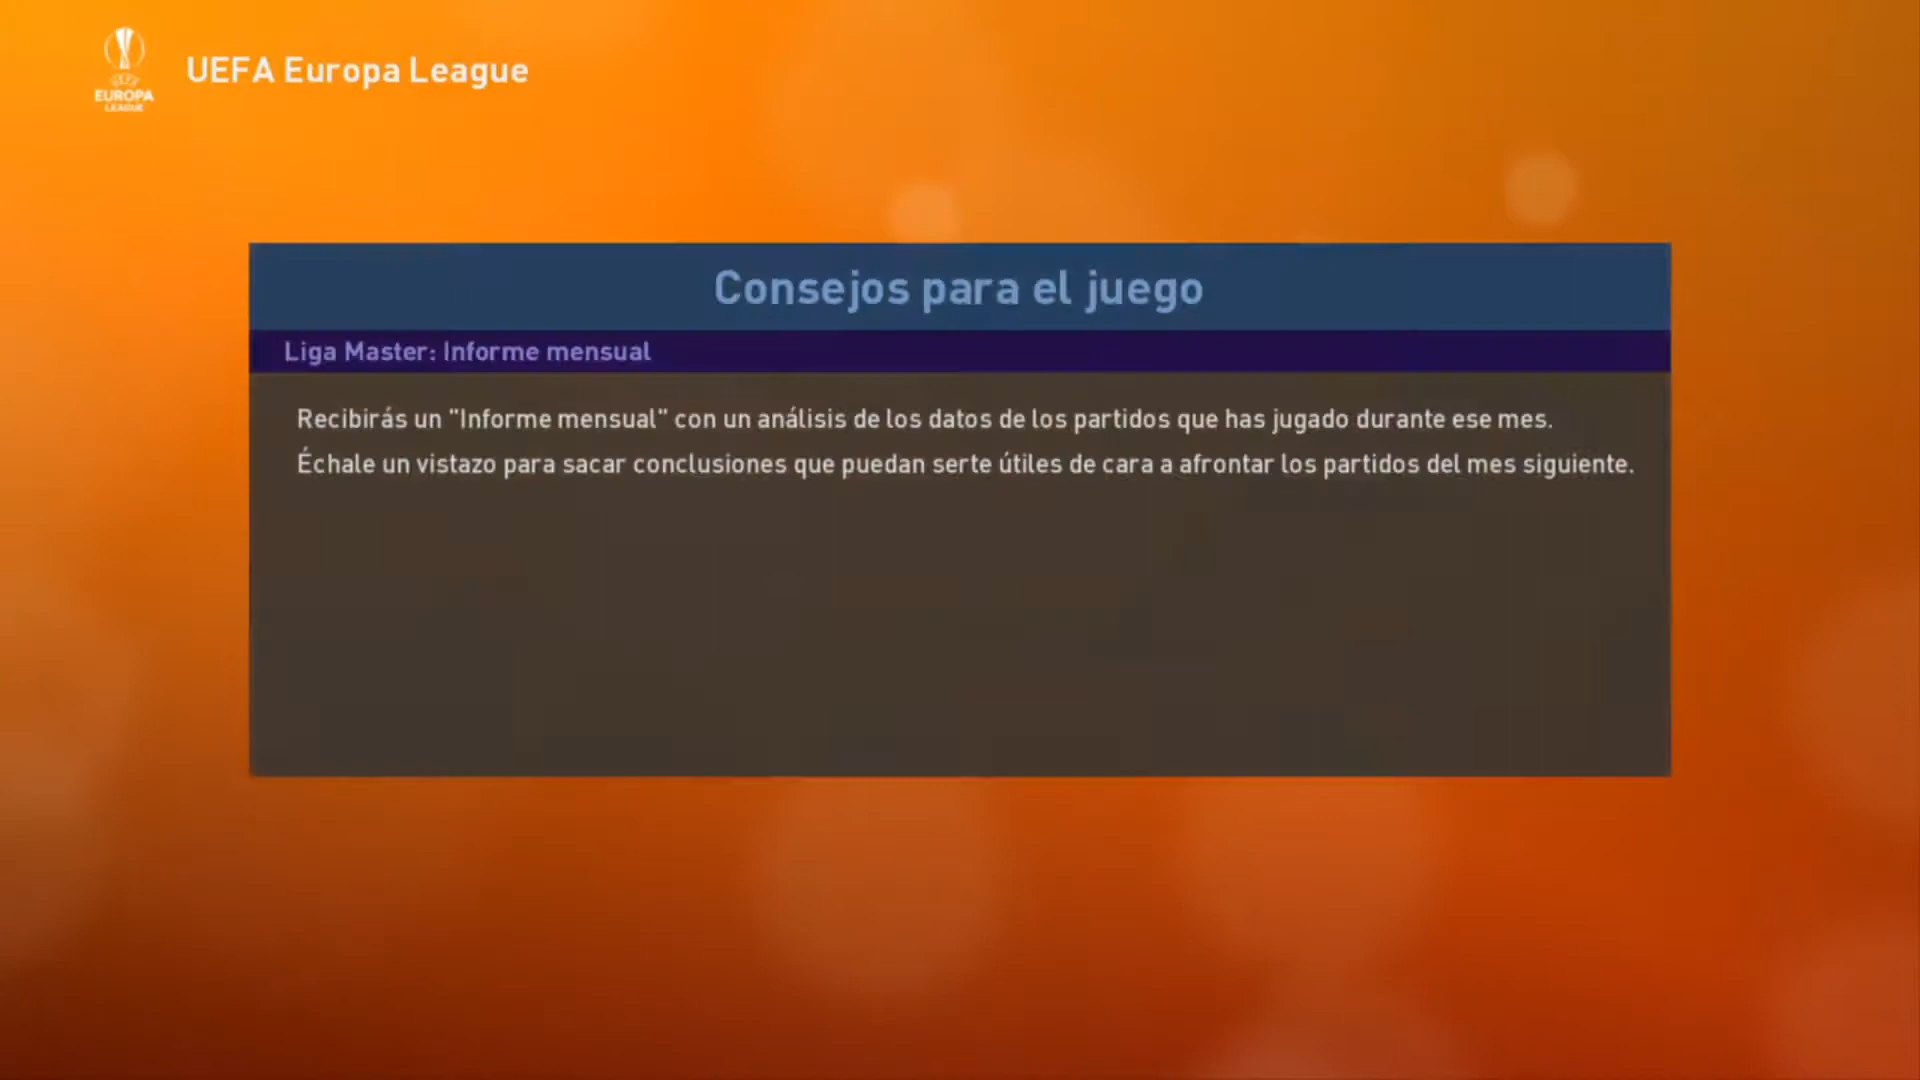 UEFA
EUROPA
LEAGUE
UEFA Europa League
Consejos para el juego
Liga Master: Informe mensual
Recibirás un "Informe mensual" con un análisis de los datos de los partidos que has jugado durante ese mes.
Échale un vistazo para sacar conclusiones que puedan serte útiles de cara a afrontar los partidos del mes siguiente.